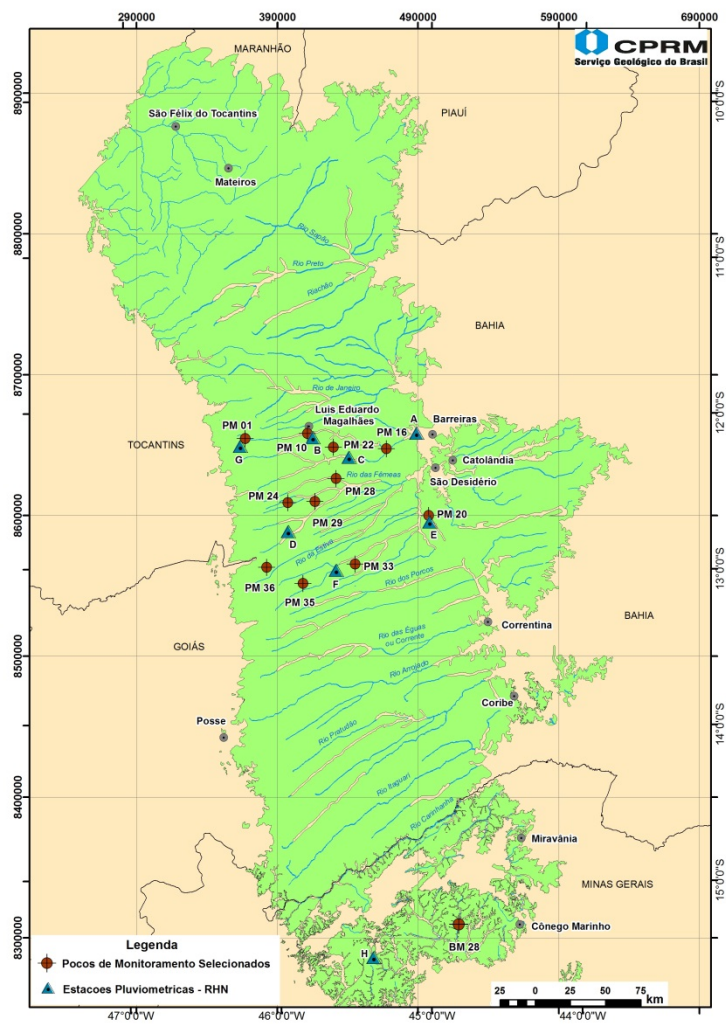 290000 390000 490000 590000 690000
CPRM
Serviço Geológico do Brasil
MARANHÃO
PIAUÍ
São Félix do Tocantins
Mateiros
Rio Sapão
Rio Preto
Riachão
BAHIA
Rio de Janeiro
TOCANTINS
PM 01
G
Luis Eduardo
Magalhães
PM 10
B
PM 22
C
PM 16
A
Barreiras
Catolândia
São Desidério
Rio das Fêmeas
PM 28
PM 24
PM 29
PM 20
E
D
Rio da Estiva
PM 33
F
PM 36
PM 35
Rio dos Porcos
Correntina
BAHIA
GOIÁS
Rio das Éguas
ou Corrente
Rio Arrojado
Coribe
Posse
Rio Pratudão
Rio Itaguari
Rio Carinhanha
Miravânia
MINAS GERAIS
Cônego Marinho
BM 28
H
Legenda
Pocos de Monitoramento Selecionados
Estacoes Pluviometricas - RHN
25 0 25 50 75
km
8900000
8800000
8700000
8600000
8500000
8400000
8300000
10°0'0"S
11°0'0"S
12°0'0"S
13°0'0"S
14°0'0"S
15°0'0"S
47°0'0"W 46°0'0"W 45°0'0"W 44°0'0"W